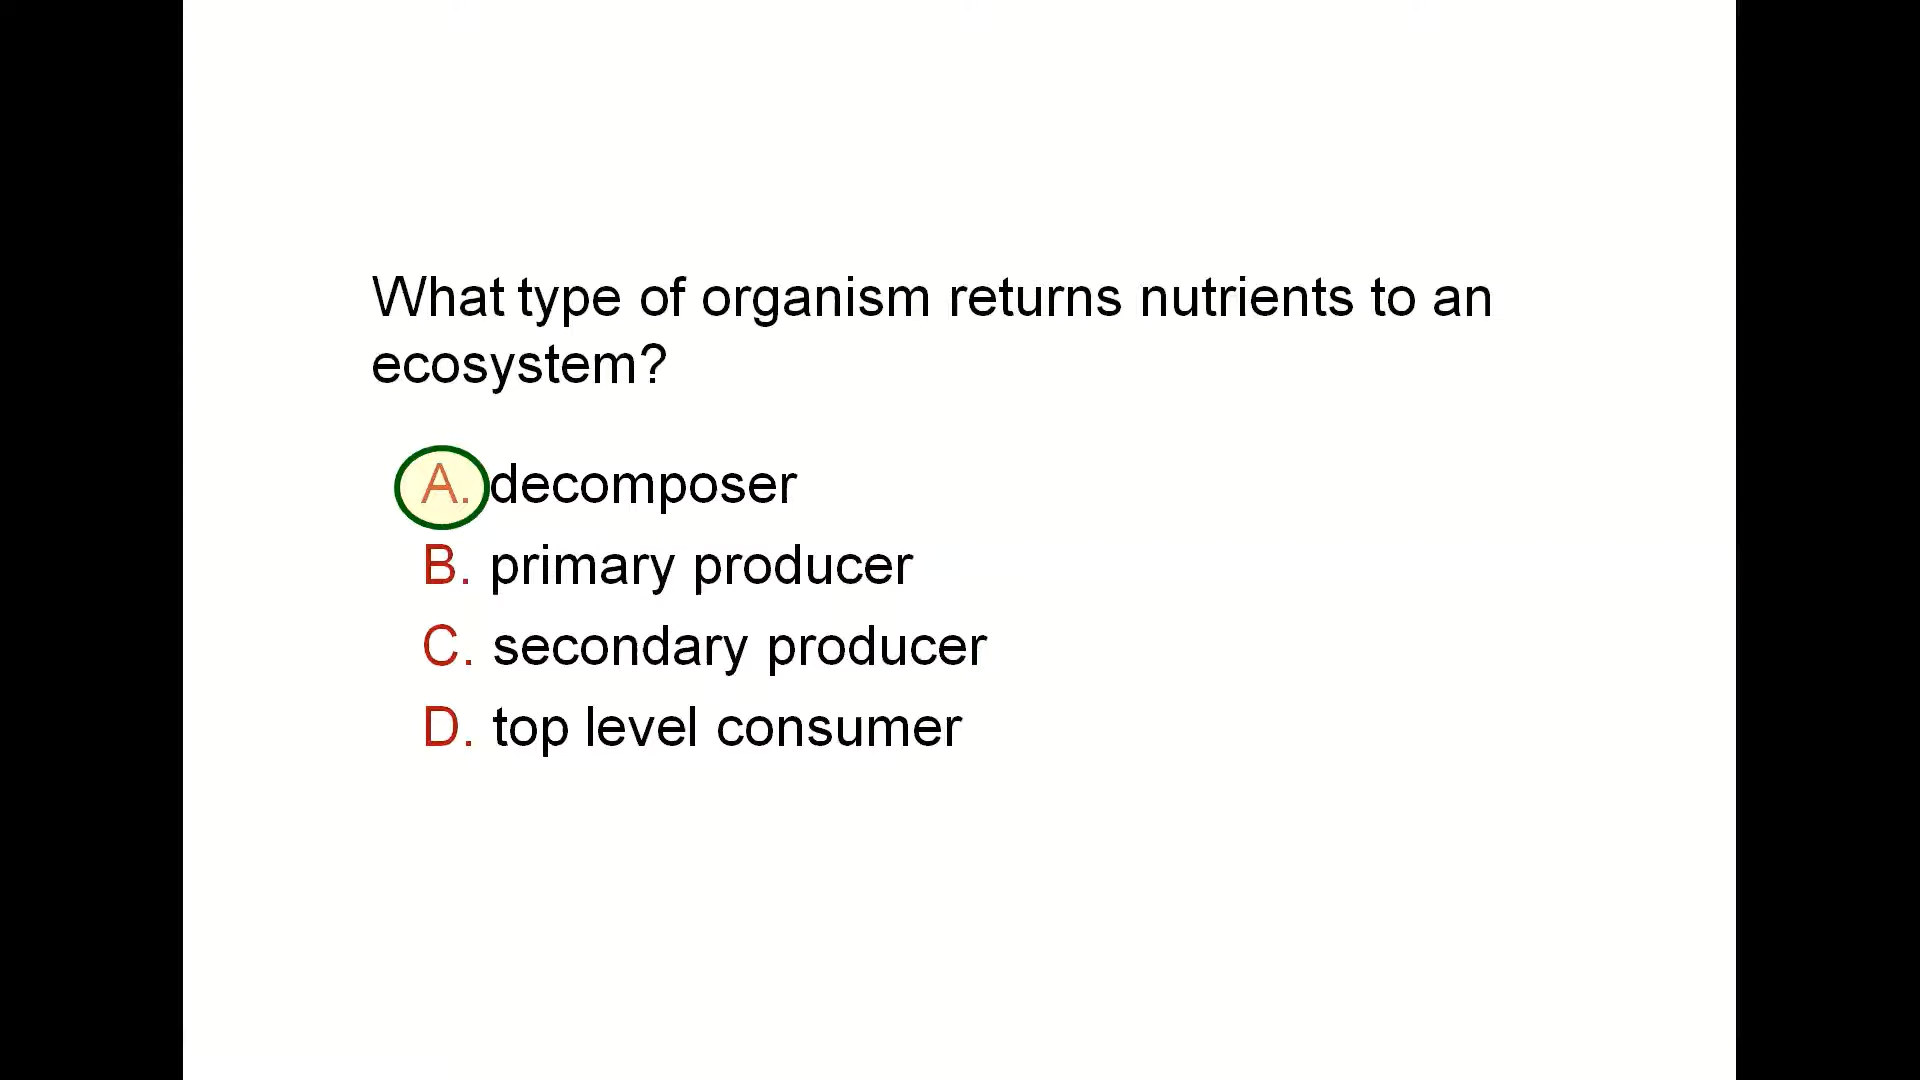 What type of organism returns nutrients to an
ecosystem?
A. decomposer
B. primary producer
C. secondary producer
D. top level consumer